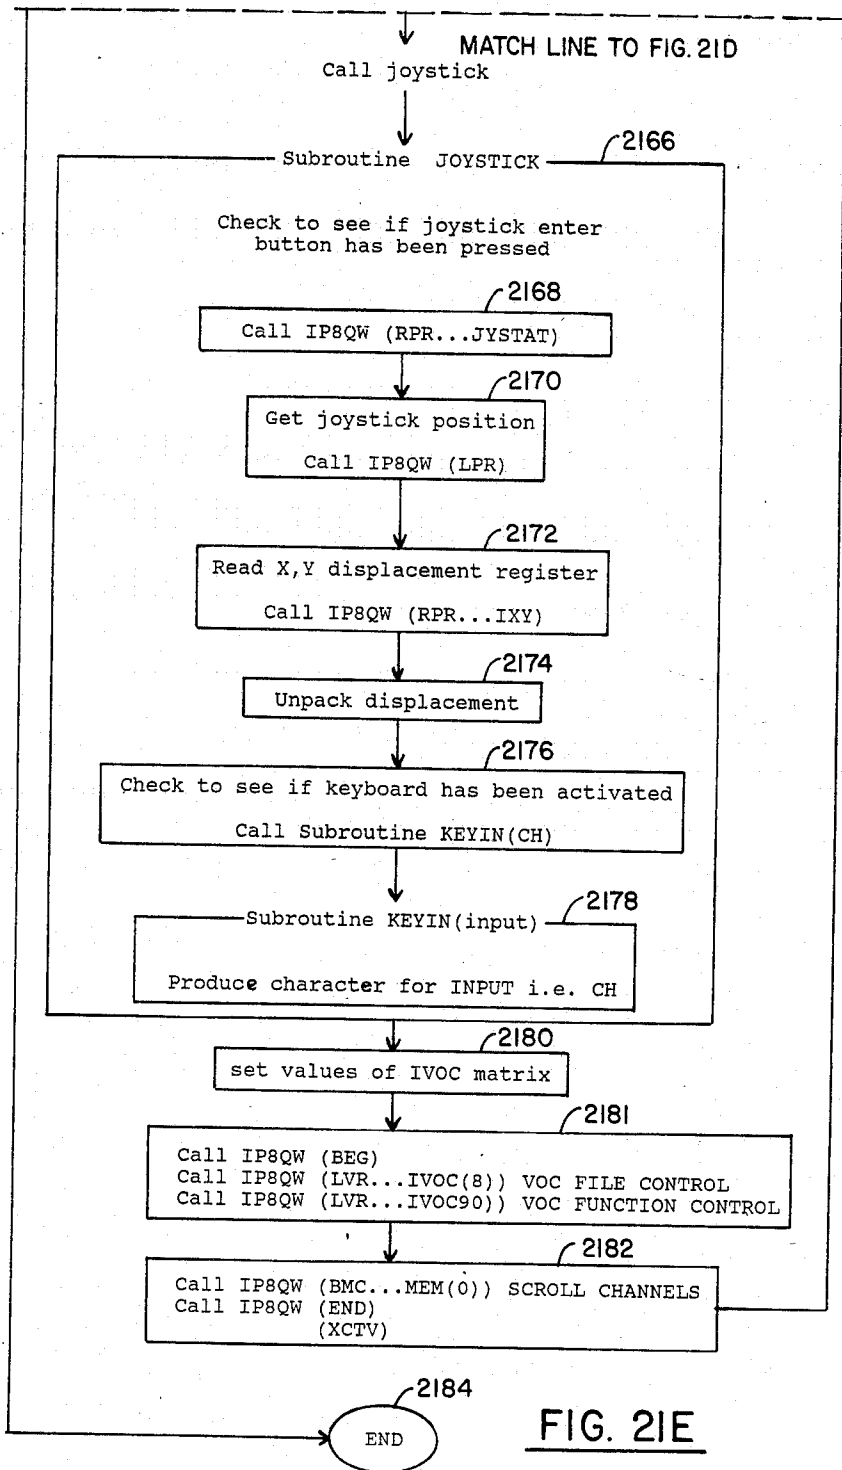 MATCH LINE TO FIG. 21D
Call joystick
2166
Subroutine JOYSTICK
Check to see if joystick enter
button has been pressed
2168
Call IP8QW (RPR...JYSTAT)
2170
Get joystick position
Call IP8QW (LPR)
2172
Read X,Y displacement register
Call IP8QW (RPR...IXY)
2174
Unpack displacement
2176
Check to see if keyboard has been activated
Call Subroutine KEYIN(CH)
2178
Subroutine KEYIN(input)
Produce character for INPUT i.e. CH
2180
set values of IVOC matrix
2181
Call IP8QW (BEG)
Call IP8QW (LVR...IVOC(8)) VOC FILE CONTROL
Call IP8QW (LVR...IVOC90)) VOC FUNCTION CONTROL
2182
Call IP8QW (BMC...MEM(0)) SCROLL CHANNELS
Call IP8QW (END)
(XCTV)
2184
END
FIG. 21E